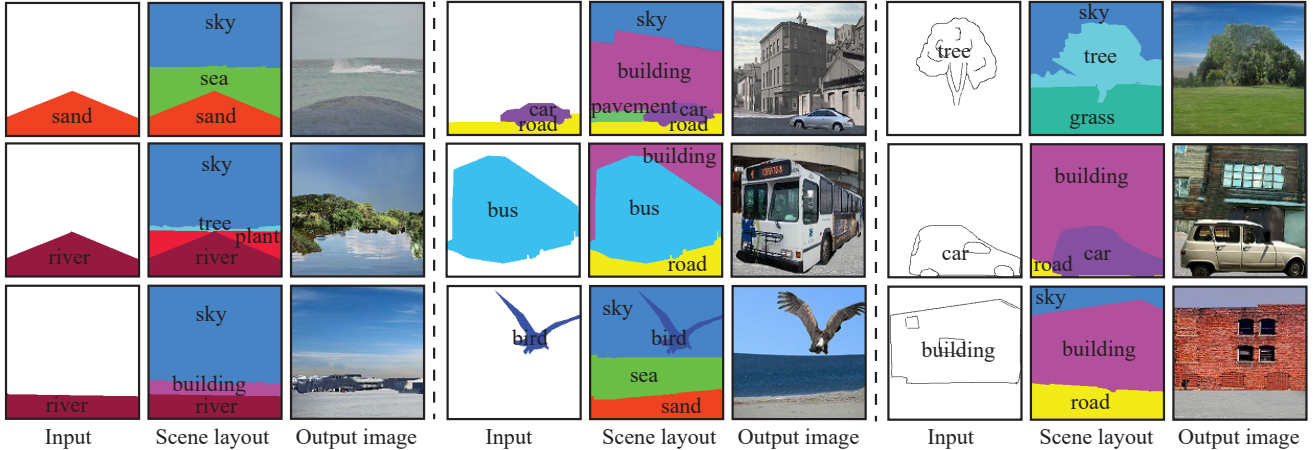 sky
sea
sand
sand
sky
building
car
road
pavement car
road
tree
sky
tree
grass
river
sky
tree
plant
river
bus
building
bus
road
car
building
road car
river
sky
building
river
bird
sky bird
sea
sand
building
sky
building
road
Input Scene layout Output image Input Scene layout Output image Input Scene layout Output image